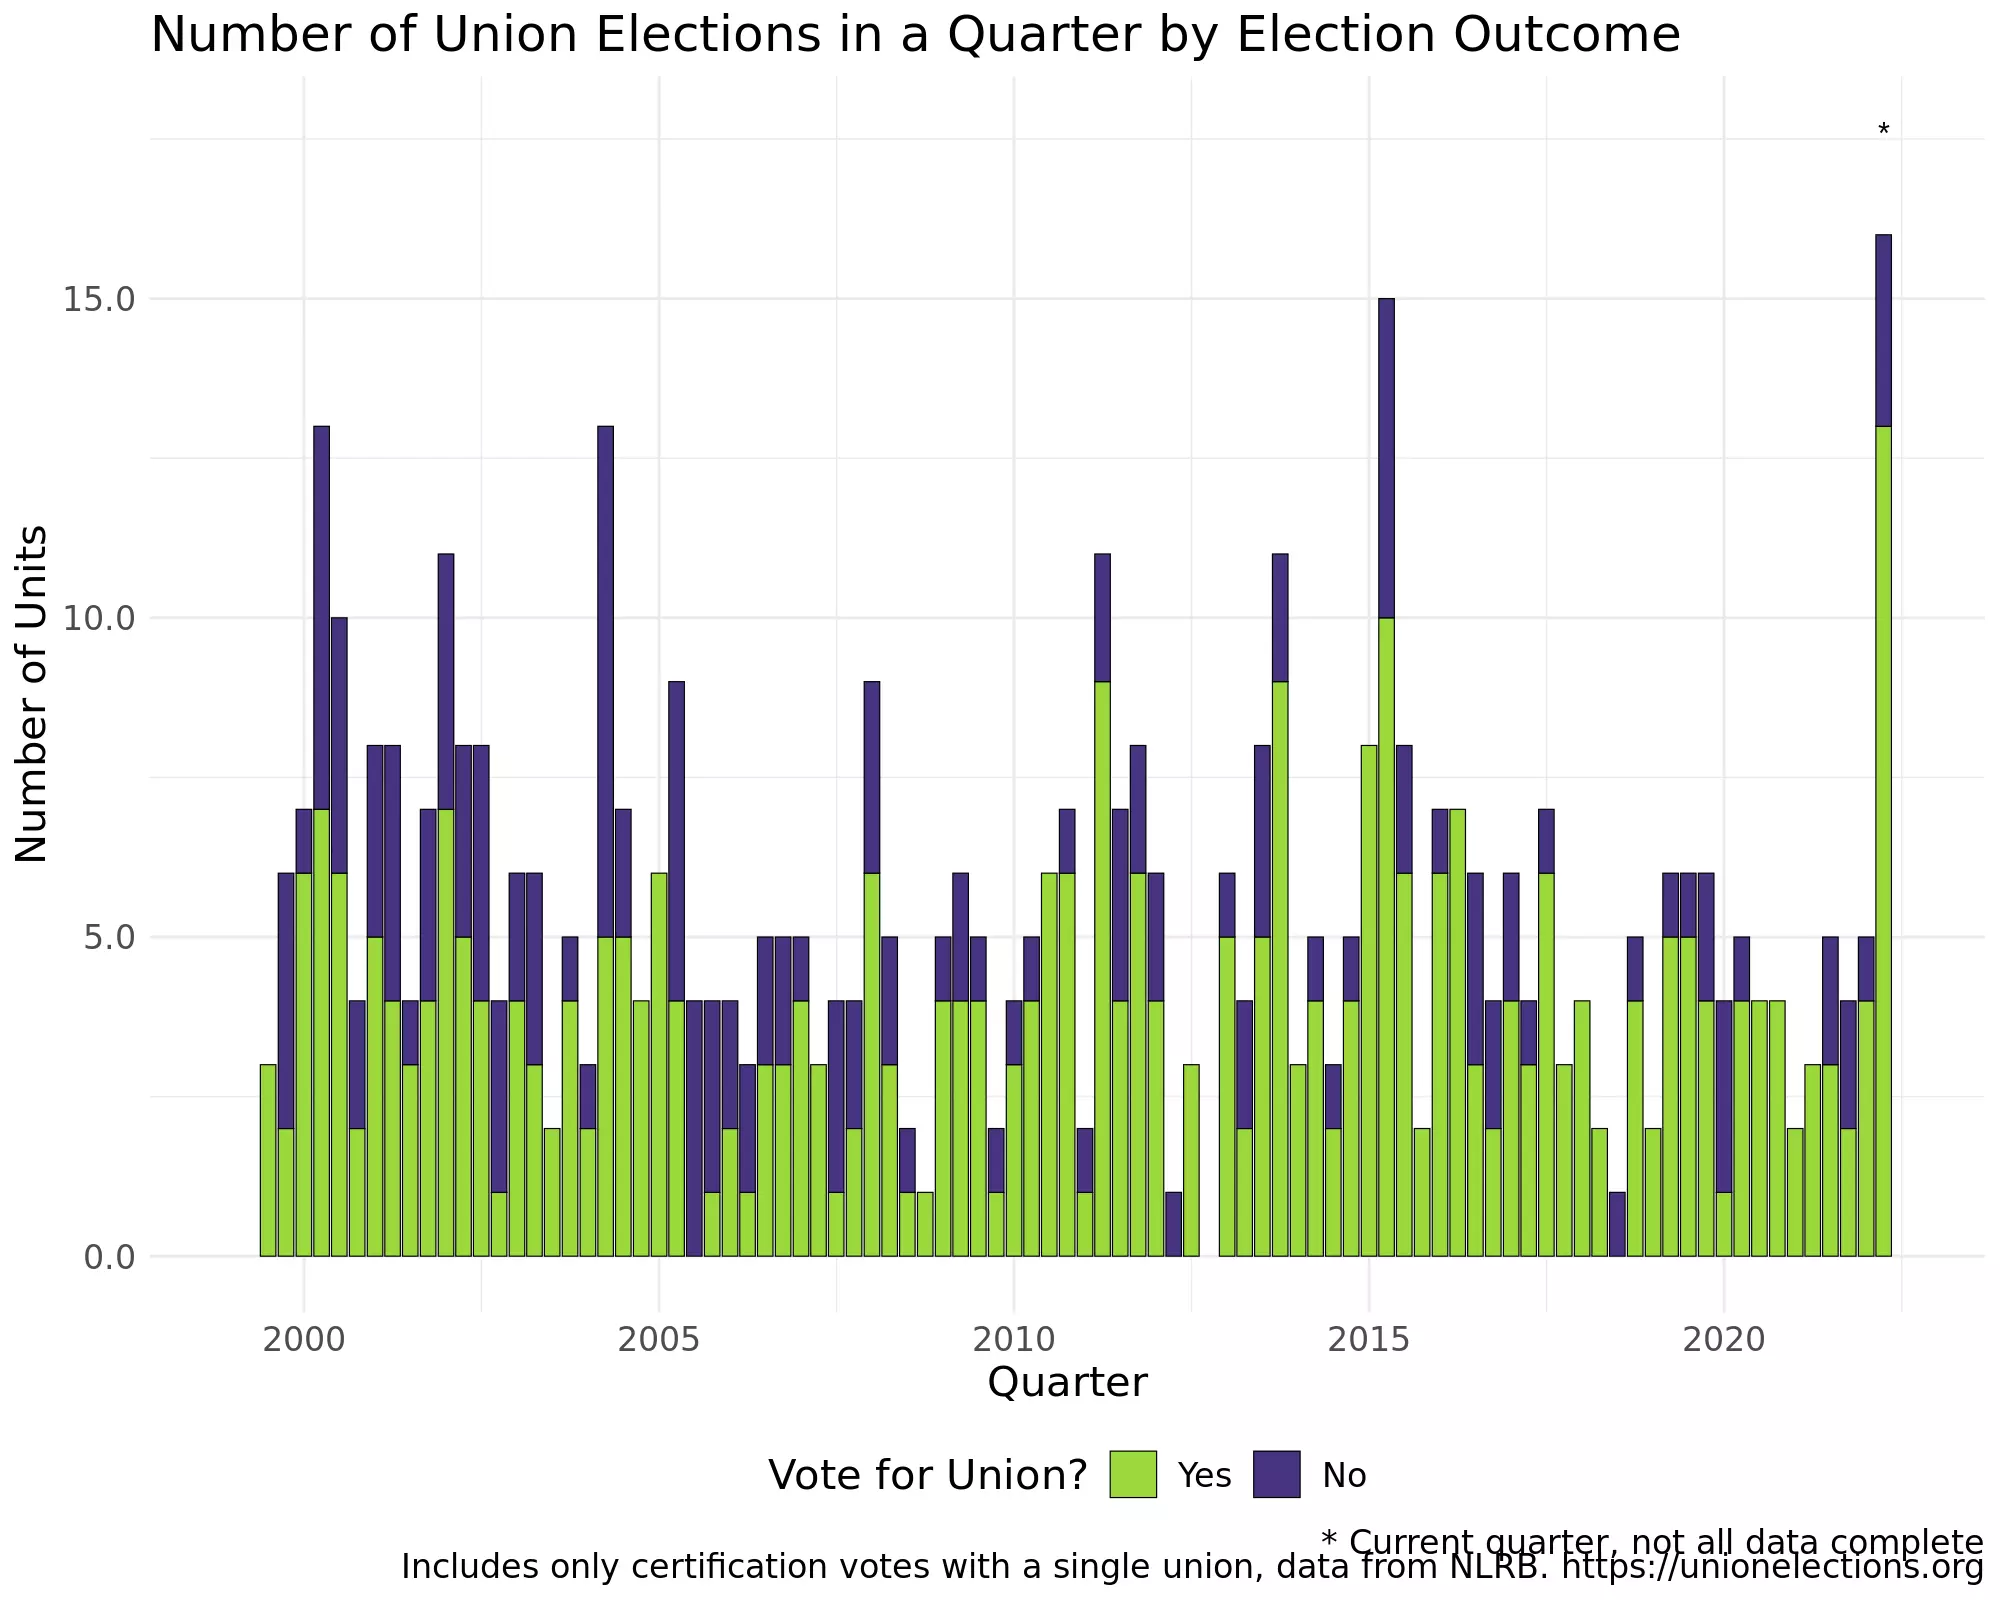 Number of Union Elections in a Quarter by Election Outcome
*
15.0
10.0
5.0
0.0
Number of Units
2000 2005 2010 2015 2020
Quarter
Vote for Union? Yes No
* Current quarter, not all data complete
Includes only certification votes with a single union, data from NLRB. https://unionelections.org